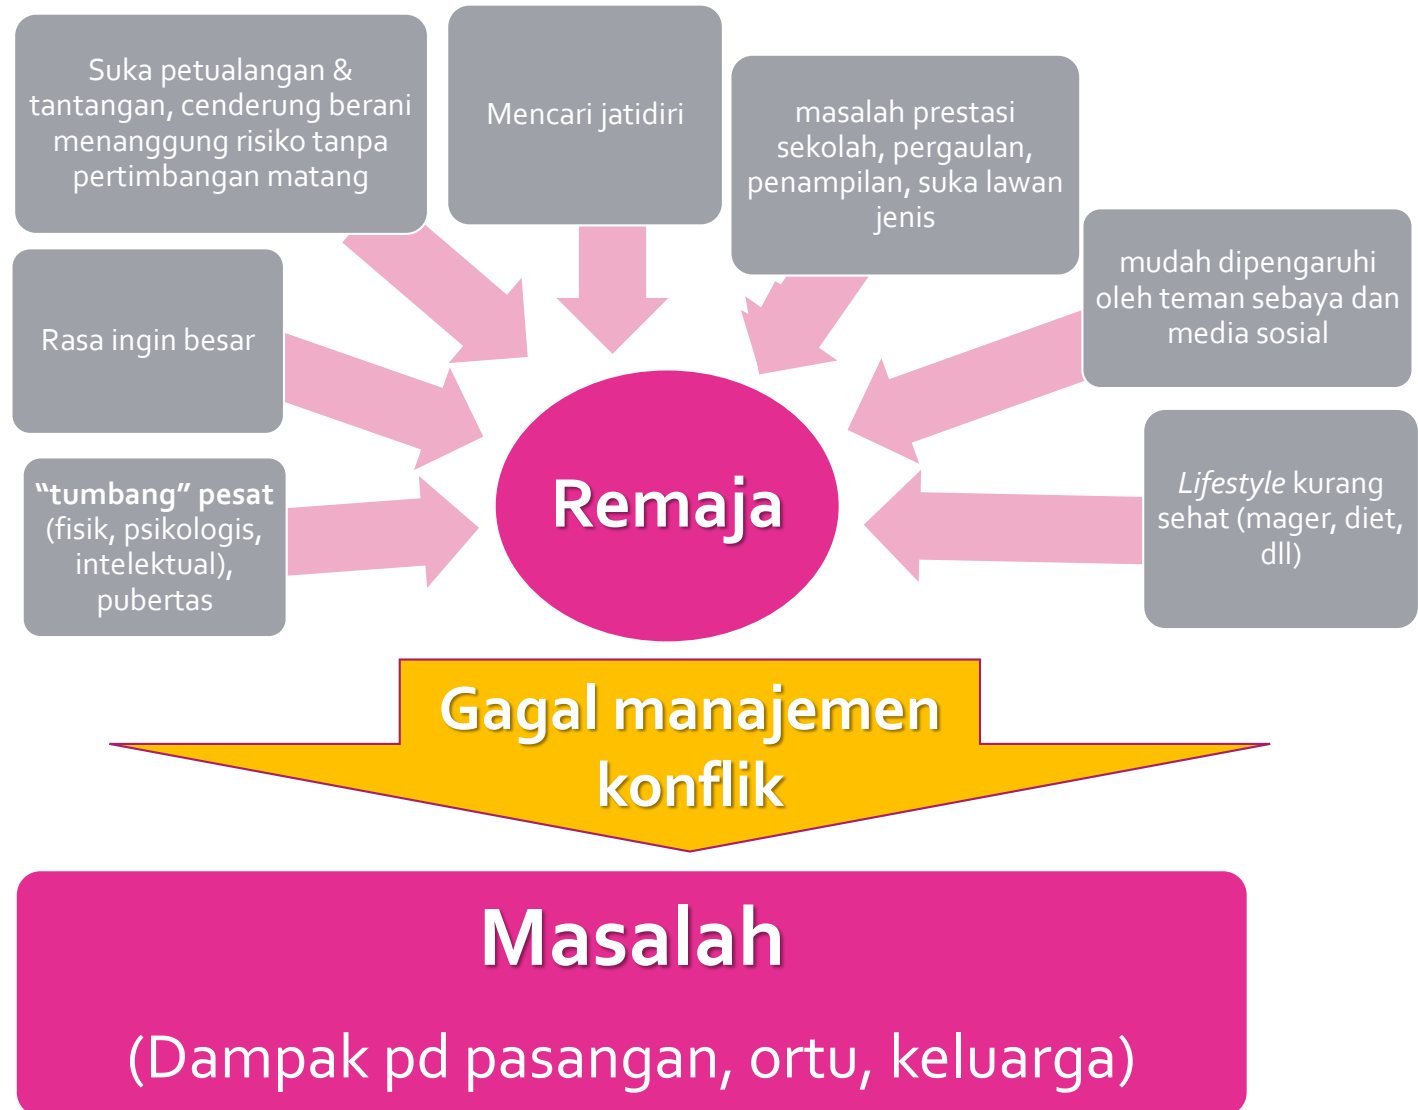 Suka petualangan &
tantangan, cenderung berani
menanggung risiko tanpa
pertimbangan matang
Mencari jatidiri
masalah prestasi
sekolah, pergaulan,
penampilan, suka lawan
jenis
mudah dipengaruhi
oleh teman sebaya dan
media sosial
Rasa ingin besar
“tumbang” pesat
(fisik, psikologis,
intelektual),
pubertas
Remaja
Lifestyle kurang
sehat (mager, diet,
dll)
Gagal manajemen
konflik
Masalah
(Dampak pd pasangan, ortu, keluarga)